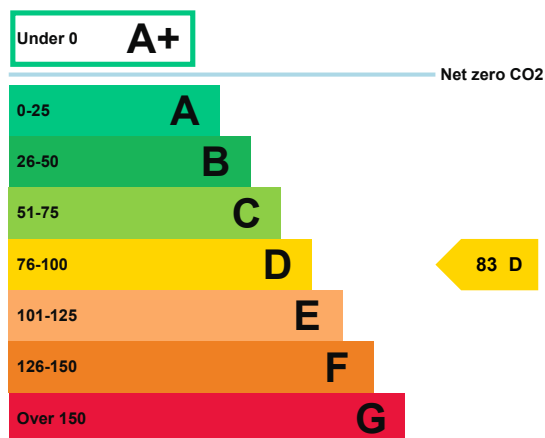 Under 0 A+
Net zero CO2
0-25 A
26-50 B
51-75 C
76-100 D
83 D
101-125 E
126-150 F
Over 150 G